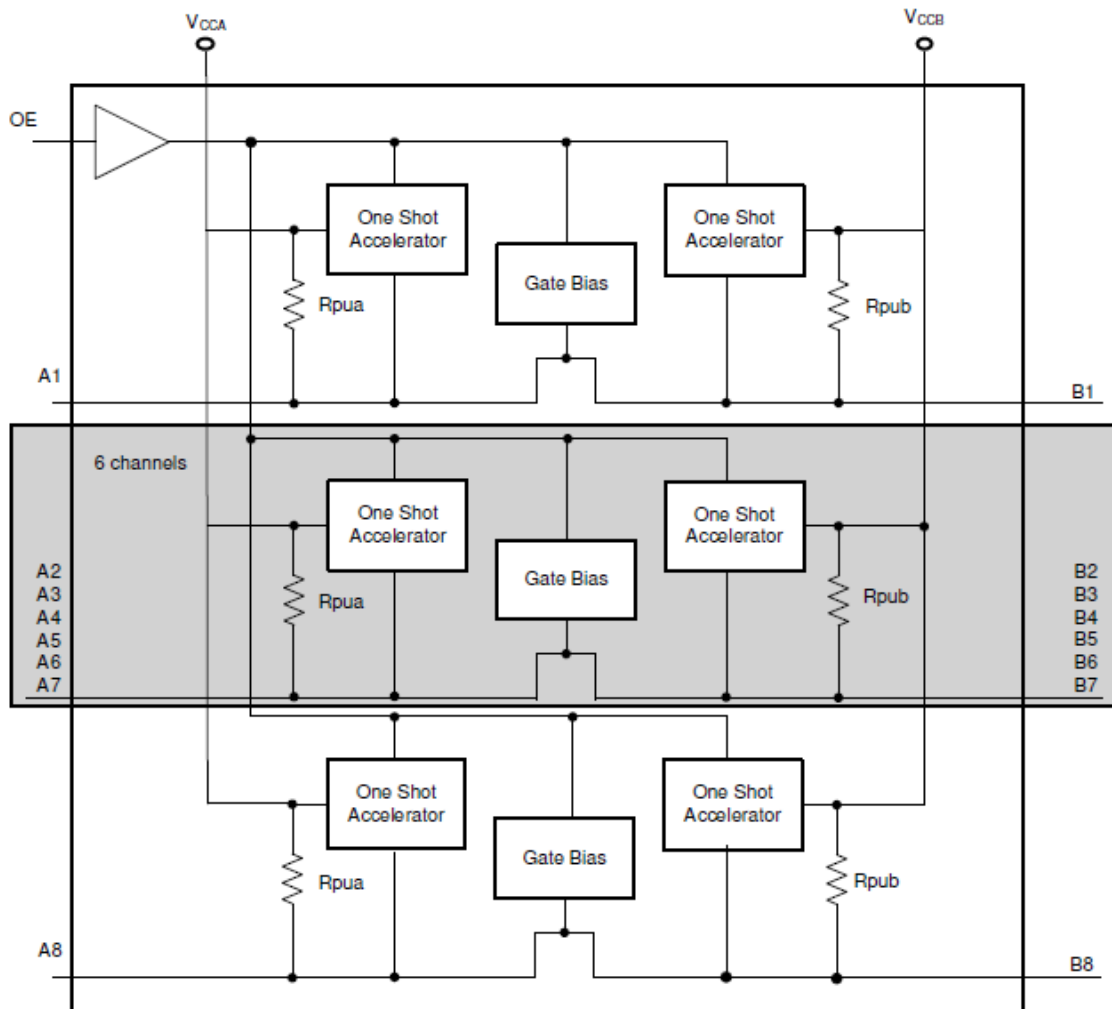 VCCA
VCCB
OE
One Shot
Accelerator
One Shot
Accelerator
Gate Bias
Rpua
Rpub
A1
B1
6 channels
One Shot
Accelerator
One Shot
Accelerator
Gate Bias
Rpua
Rpub
A2
A3
A4
A5
A6
A7
B2
B3
B4
B5
B6
B7
One Shot
Accelerator
One Shot
Accelerator
Gate Bias
Rpua
Rpub
A8
B8